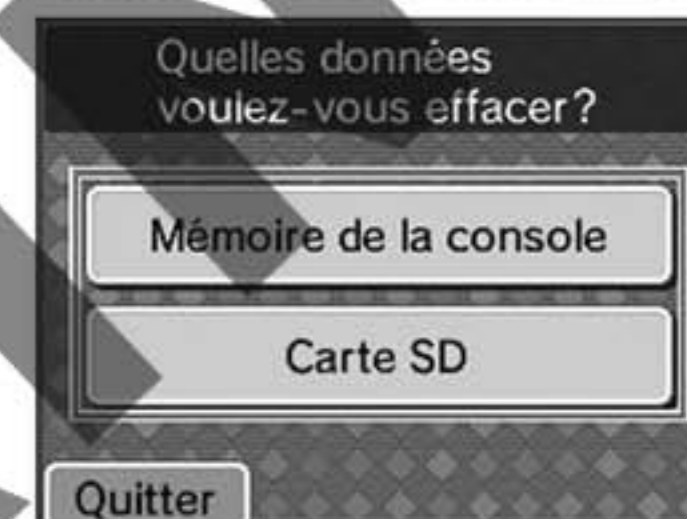 Quelles données
voulez-vous effacer?
Mémoire de la console
Carte SD
Quitter